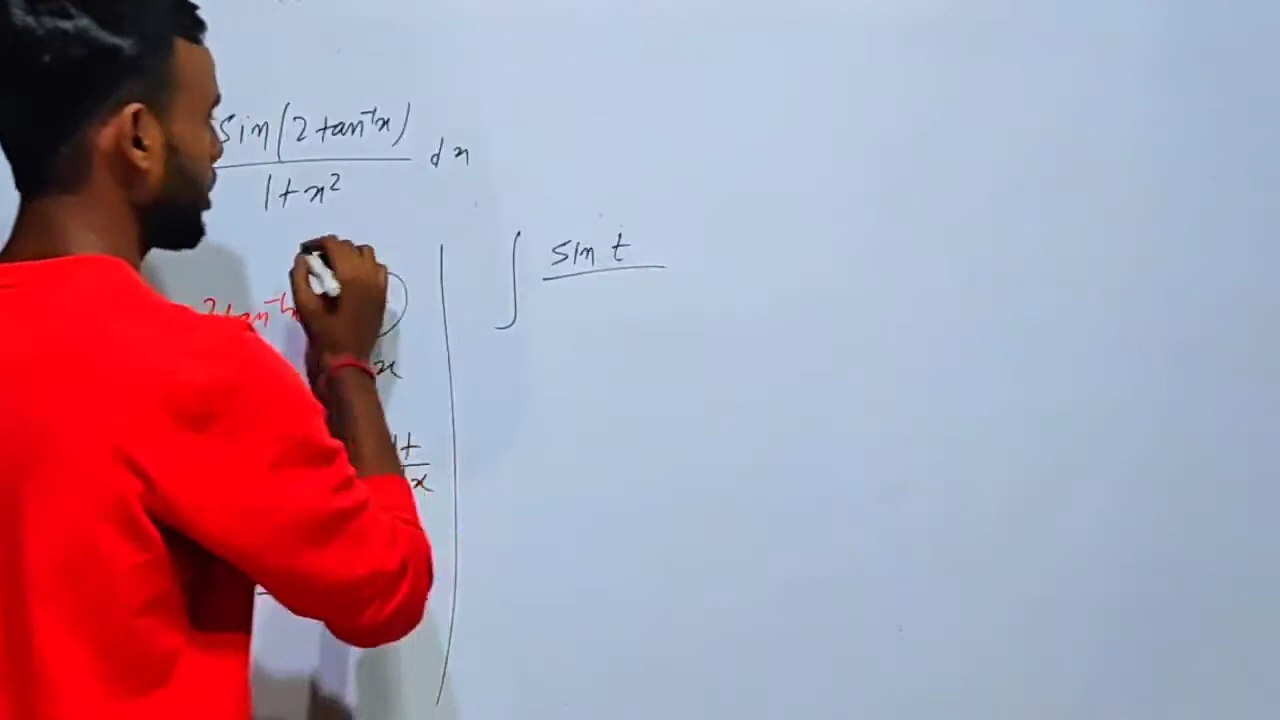 sin(2 tan⁻¹x)
dx
1+x²
∫ sin t
2tan⁻¹x
x